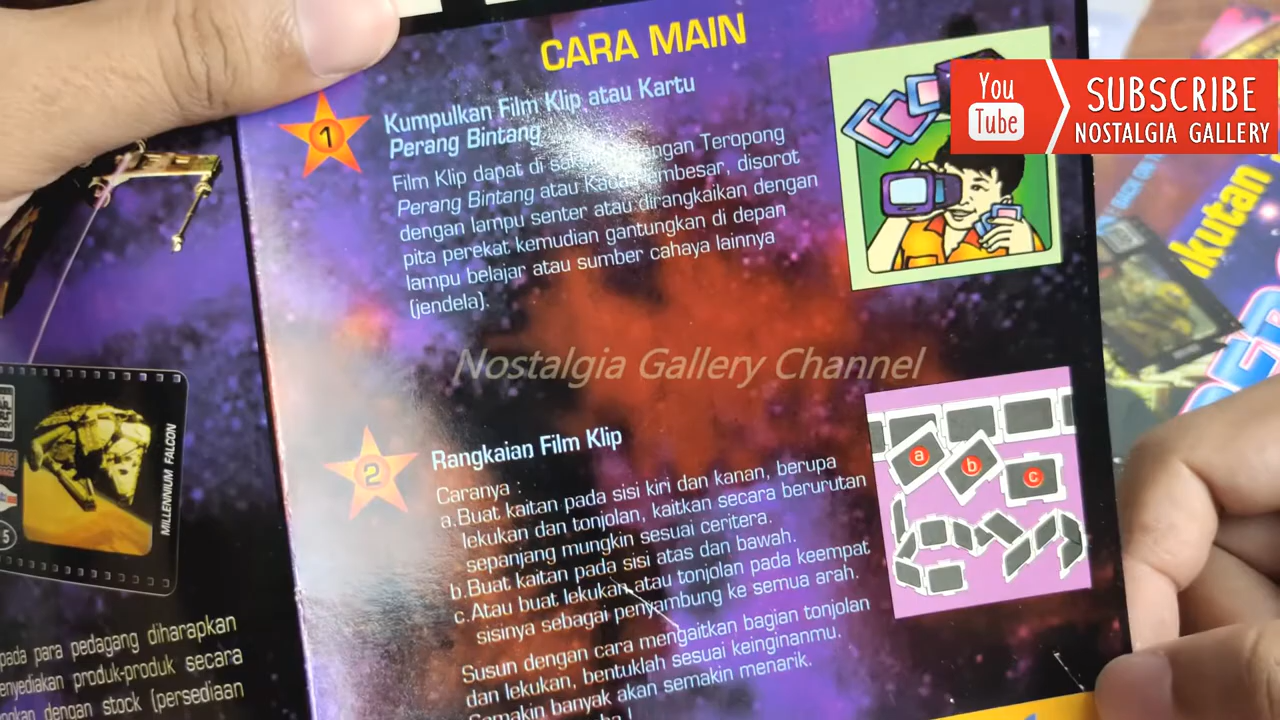 CARA MAIN
1
Kumpulkan Film Klip atau Kartu
Perang Bintang
Film Klip dapat di Teropong
Perang Bintang atau disorot
dengan lampu senter atau dirangkaikan dengan
pita perekat kemudian gantungkan di depan
lampu belajar atau sumber cahaya lainnya
(jendela).
2
Rangkaian Film Klip
Caranya :
a.Buat kaitan pada sisi kiri dan kanan, berupa
lekukan dan tonjolan, kaitkan secara berurutan
sepanjang mungkin sesuai ceritera.
b.Buat kaitan pada sisi atas dan bawah.
c.Atau buat lekukan atau tonjolan pada keempat
sisinya sebagai penyambung ke semua arah.
Susun dengan cara mengaitkan bagian tonjolan
dan lekukan, bentuklah sesuai keinginanmu.
Semakin banyak akan semakin menarik.
a
b
c
MILLENNIUM FALCON
pada para pedagang diharapkan
produk-produk secara
dengan stock (persediaan
You
Tube
SUBSCRIBE
NOSTALGIA GALLERY
Nostalgia Gallery Channel